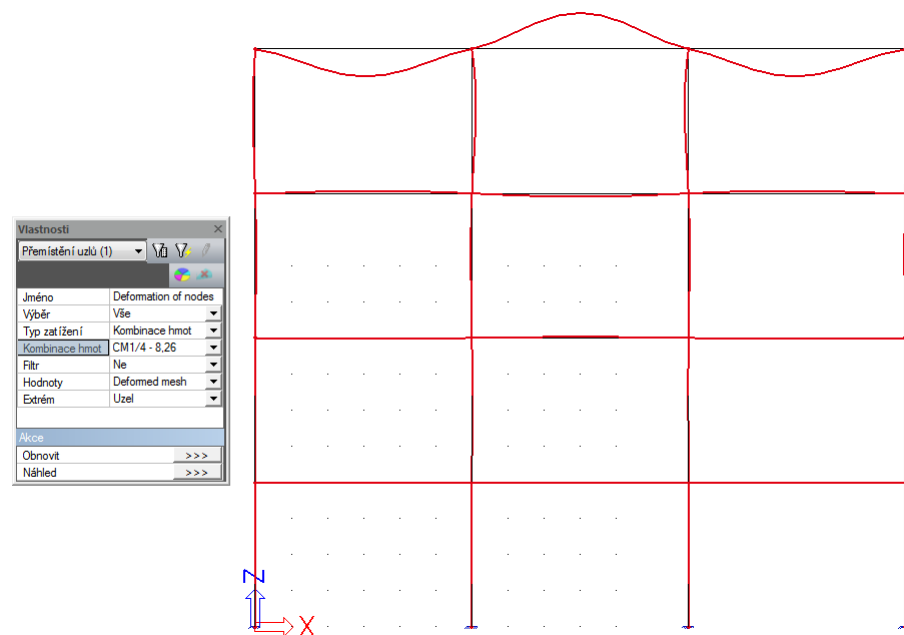 Vlastnosti
Přemístění uzlů (1)
Jméno Deformation of nodes
Výběr Vše
Typ zatížení Kombinace hmot
Kombinace hmot CM1/4 - 8,26
Filtr Ne
Hodnoty Deformed mesh
Extrém Uzel
Akce
Obnovit >>>
Náhled >>>
Z
X